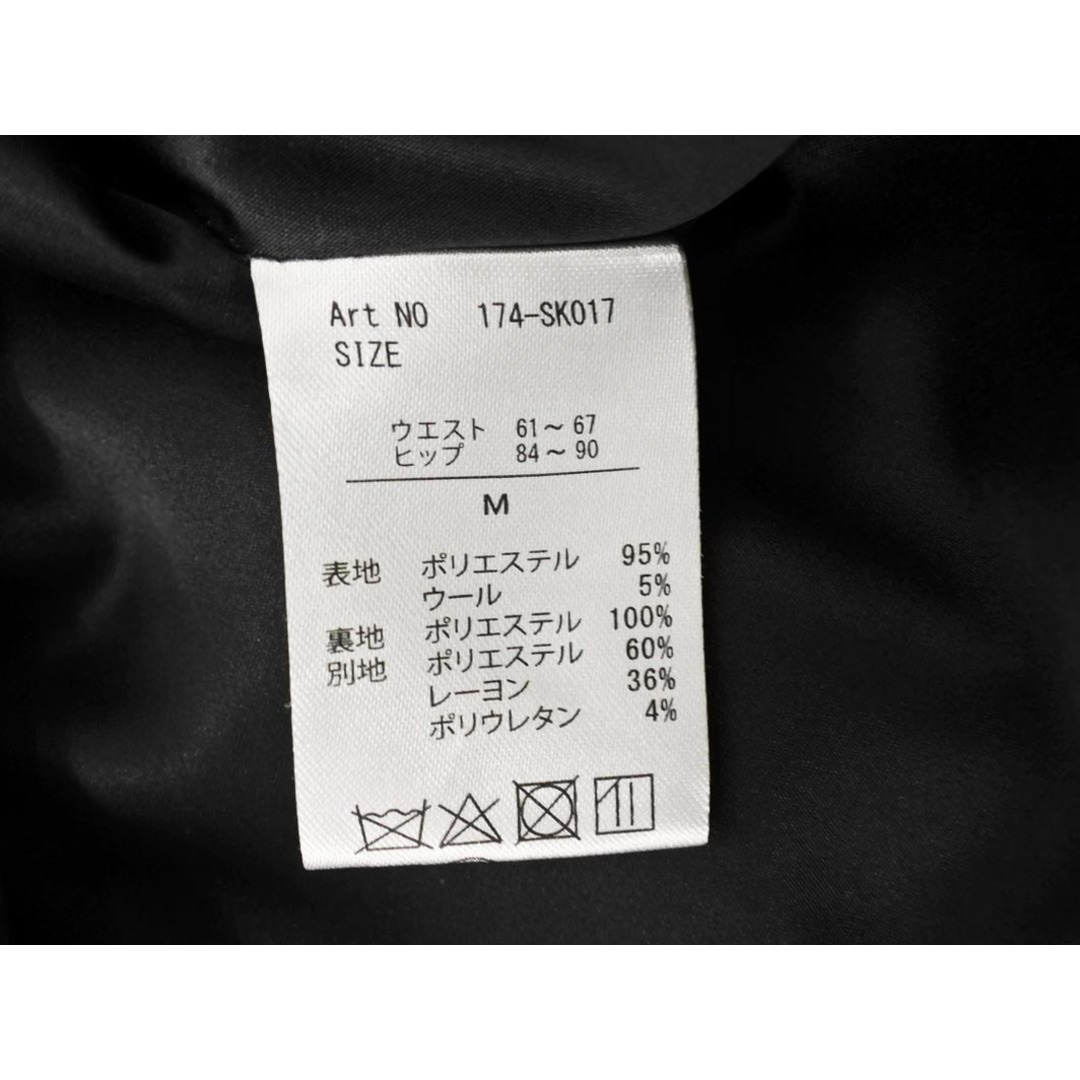 Art NO 174-SK017
SIZE
ウエスト 61～67
ヒップ 84～90
M
表地 ポリエステル 95%
ウール 5%
裏地 ポリエステル 100%
別地 ポリエステル 60%
レーヨン 36%
ポリウレタン 4%